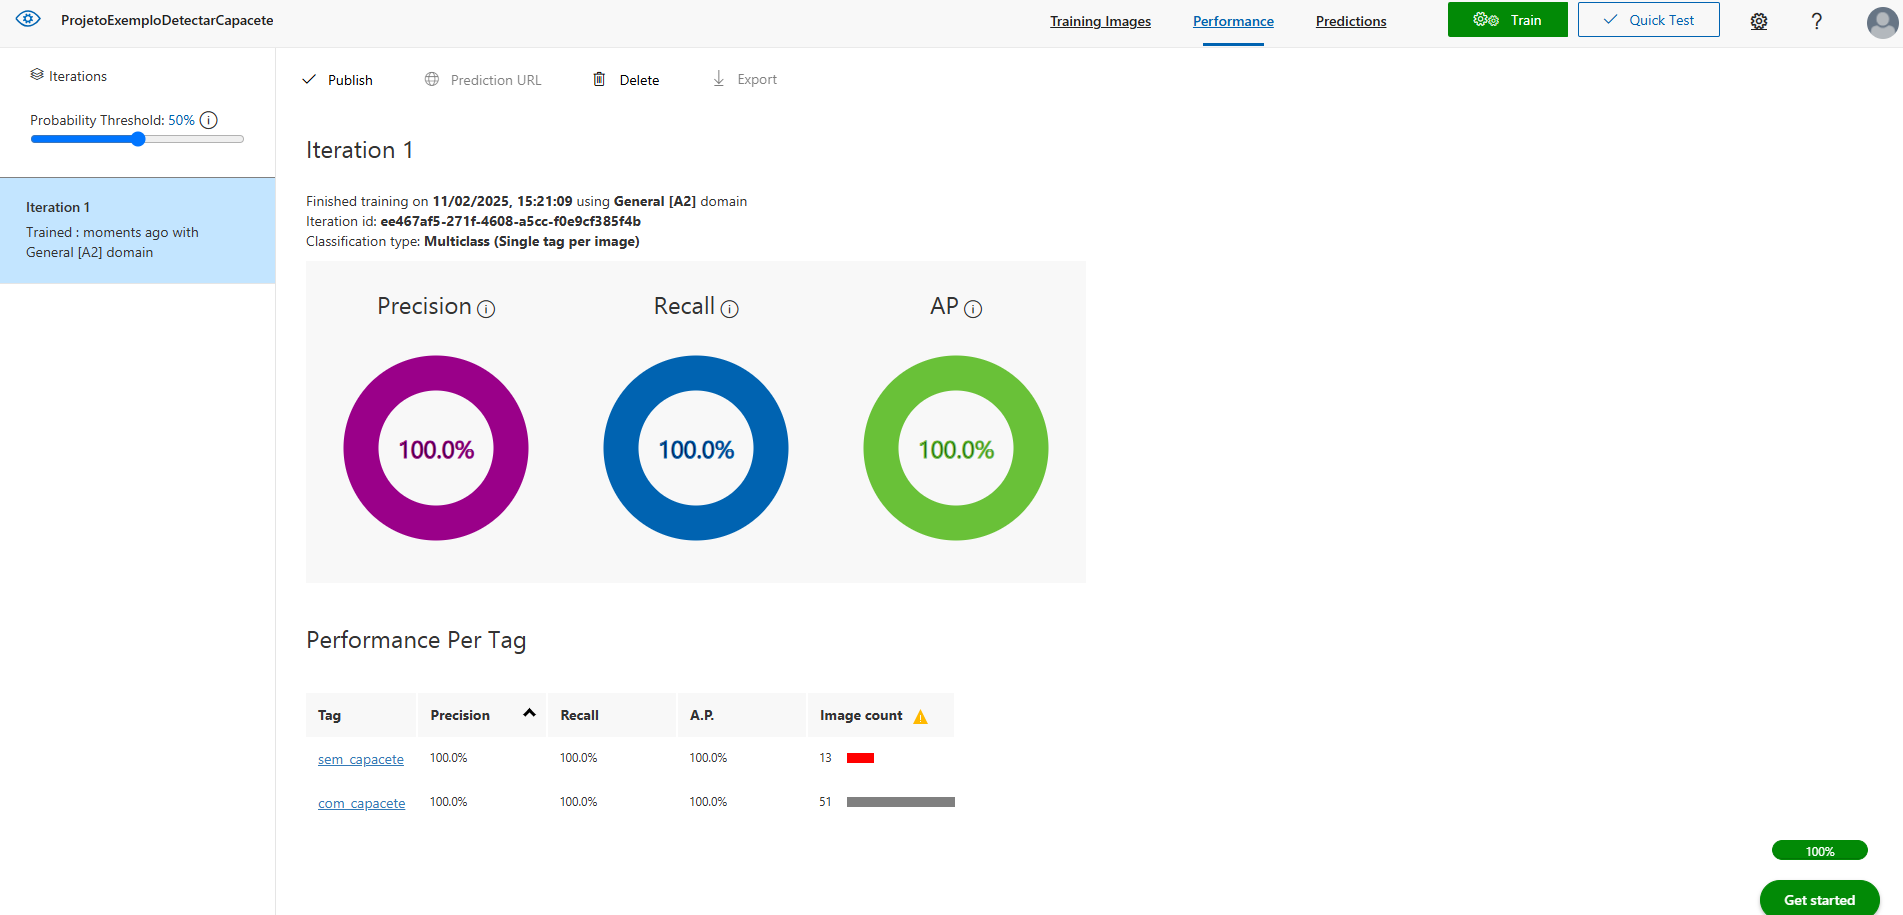 ProjetoExemploDetectarCapacete
Training Images
Performance
Predictions
Train
Quick Test
?
Iterations
Probability Threshold: 50%
Iteration 1
Trained : moments ago with
General [A2] domain
Publish
Prediction URL
Delete
Export
Iteration 1
Finished training on 11/02/2025, 15:21:09 using General [A2] domain
Iteration id: ee467af5-271f-4608-a5cc-f0e9cf385f4b
Classification type: Multiclass (Single tag per image)
Precision
Recall
AP
100.0%
100.0%
100.0%
Performance Per Tag
Tag Precision Recall A.P. Image count
sem_capacete 100.0% 100.0% 100.0% 13
com_capacete 100.0% 100.0% 100.0% 51
100%
Get started